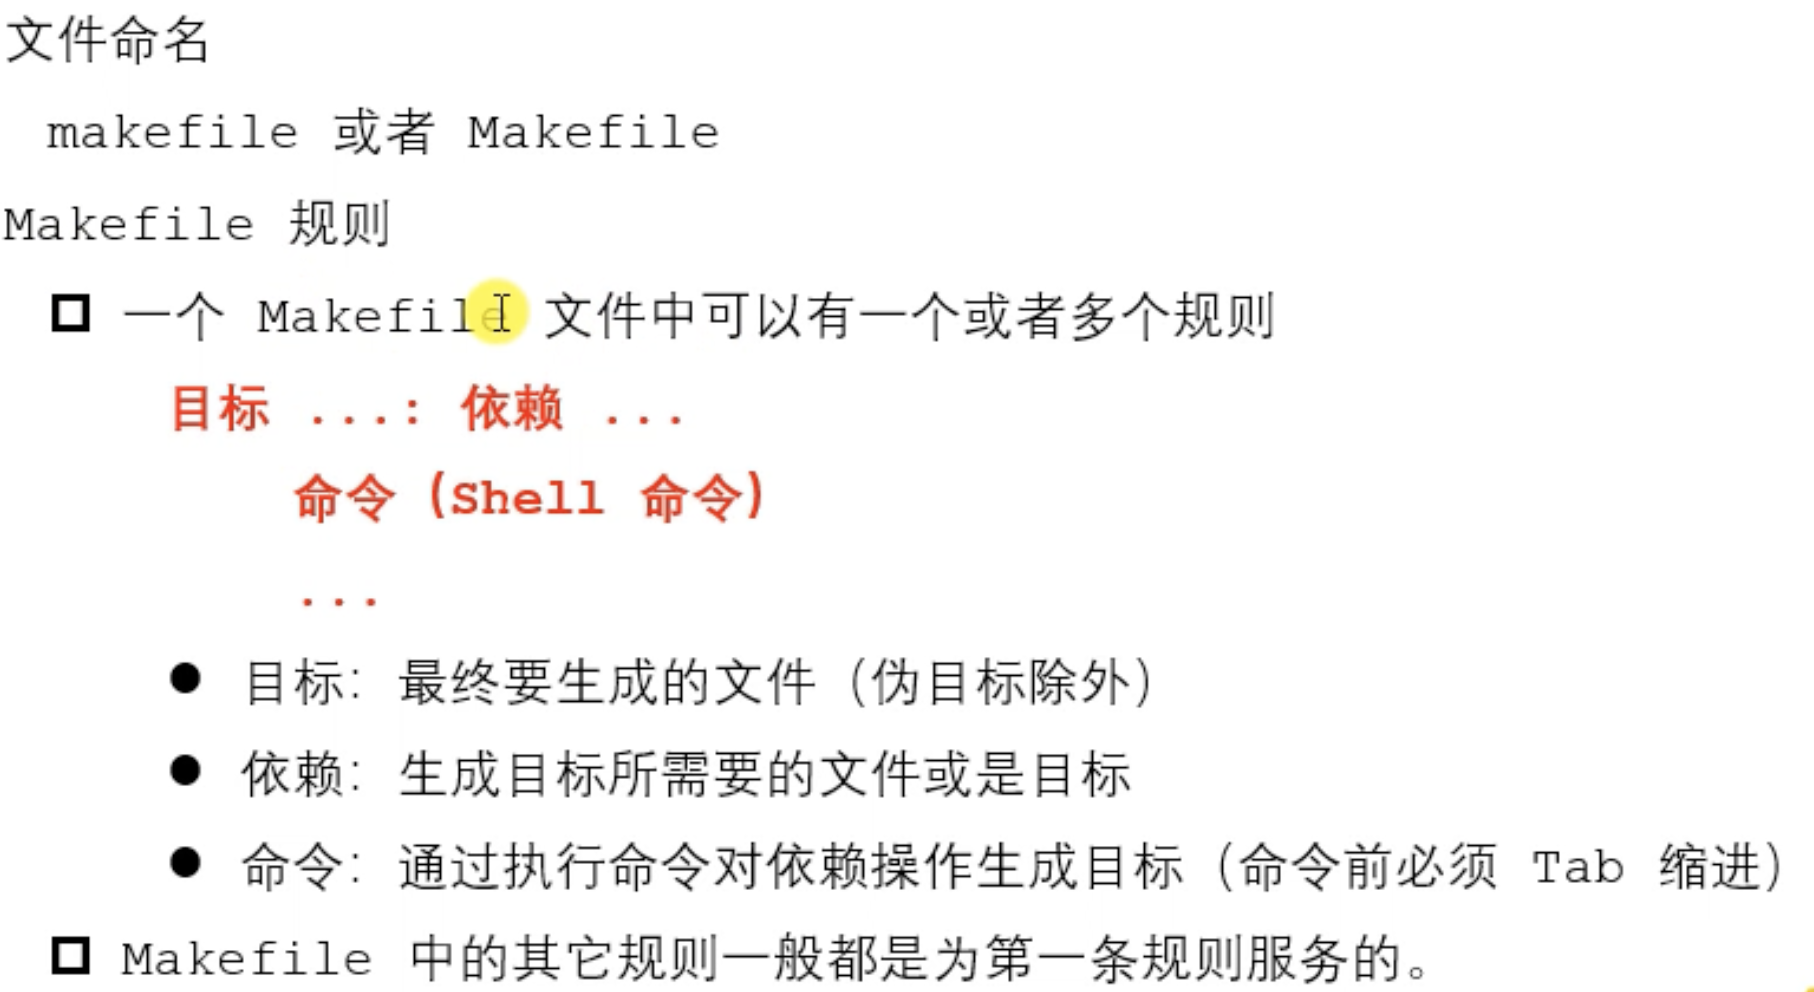 文件命名
makefile 或者 Makefile
Makefile 规则
一个 Makefile 文件中可以有一个或者多个规则
目标 ...: 依赖 ...
命令（Shell 命令）
...
目标：最终要生成的文件（伪目标除外）
依赖：生成目标所需要的文件或是目标
命令：通过执行命令对依赖操作生成目标（命令前必须 Tab 缩进）
Makefile 中的其它规则一般都是为第一条规则服务的。